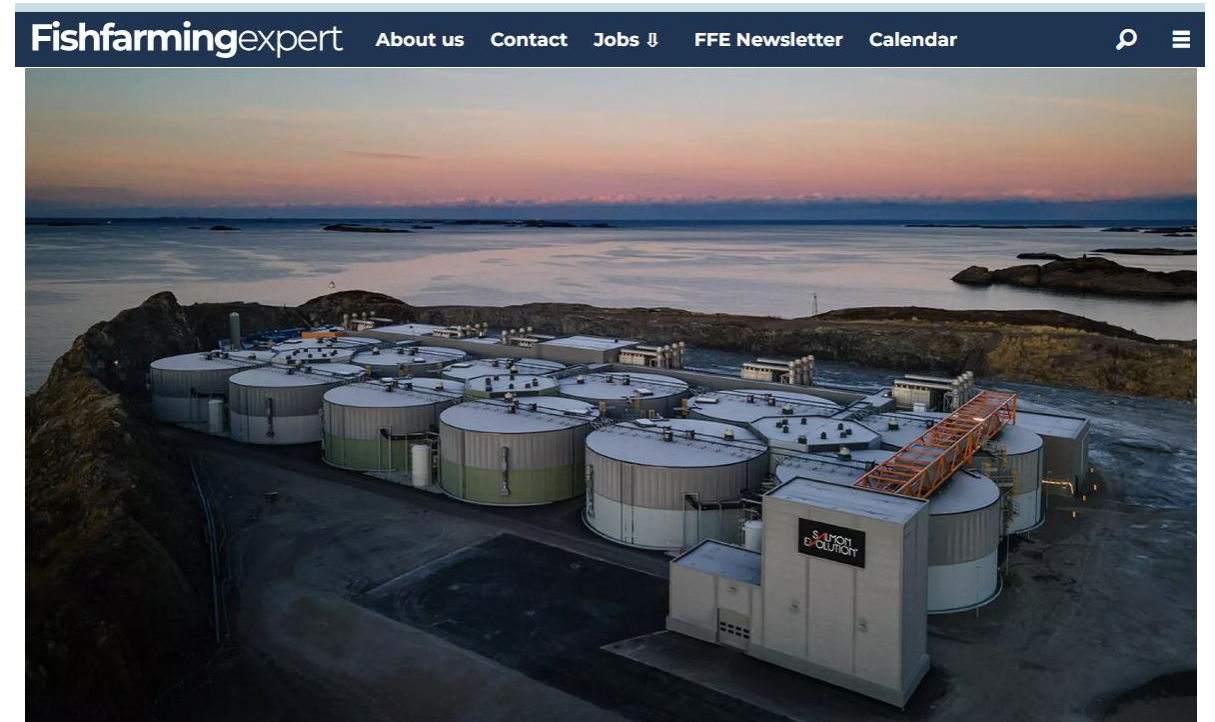 Fishfarmingexpert About us Contact Jobs ⇩ FFE Newsletter Calendar
SALMON
EVOLUTION